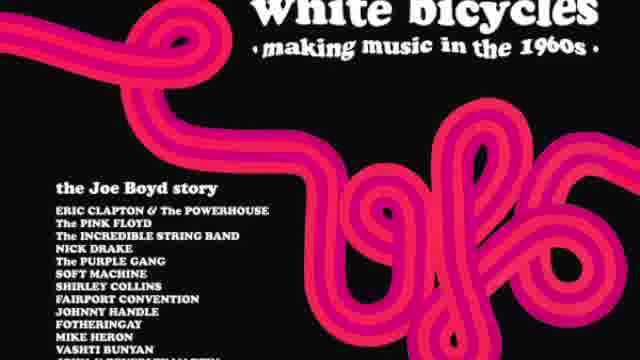 white bicycles
• making music in the 1960s •
the Joe Boyd story
ERIC CLAPTON & The POWERHOUSE
The PINK FLOYD
The INCREDIBLE STRING BAND
NICK DRAKE
The PURPLE GANG
SOFT MACHINE
SHIRLEY COLLINS
FAIRPORT CONVENTION
JOHNNY HANDLE
FOTHERINGAY
MIKE HERON
VASHTI BUNYAN